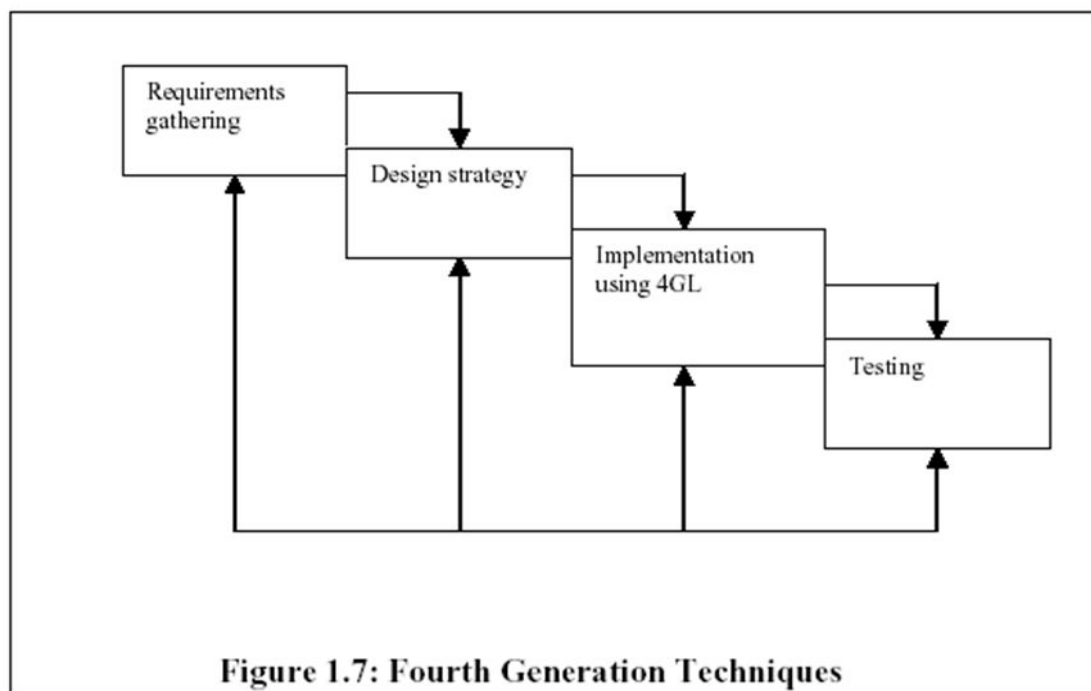 Requirements
gathering
Design strategy
Implementation
using 4GL
Testing
Figure 1.7: Fourth Generation Techniques